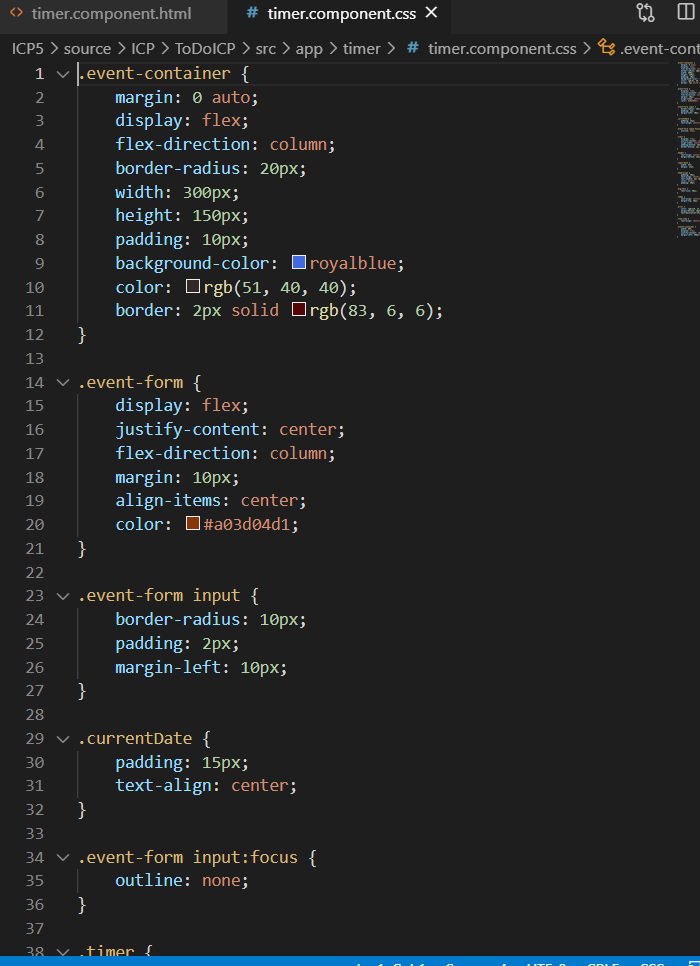 <> timer.component.html # timer.component.css ×
ICP5 > source > ICP > ToDoICP > src > app > timer > # timer.component.css > .event-cont
1 .event-container {
2 margin: 0 auto;
3 display: flex;
4 flex-direction: column;
5 border-radius: 20px;
6 width: 300px;
7 height: 150px;
8 padding: 10px;
9 background-color: royalblue;
10 color: rgb(51, 40, 40);
11 border: 2px solid rgb(83, 6, 6);
12 }
13
14 .event-form {
15 display: flex;
16 justify-content: center;
17 flex-direction: column;
18 margin: 10px;
19 align-items: center;
20 color: #a03d04d1;
21 }
22
23 .event-form input {
24 border-radius: 10px;
25 padding: 2px;
26 margin-left: 10px;
27 }
28
29 .currentDate {
30 padding: 15px;
31 text-align: center;
32 }
33
34 .event-form input:focus {
35 outline: none;
36 }
37
38 .timer {